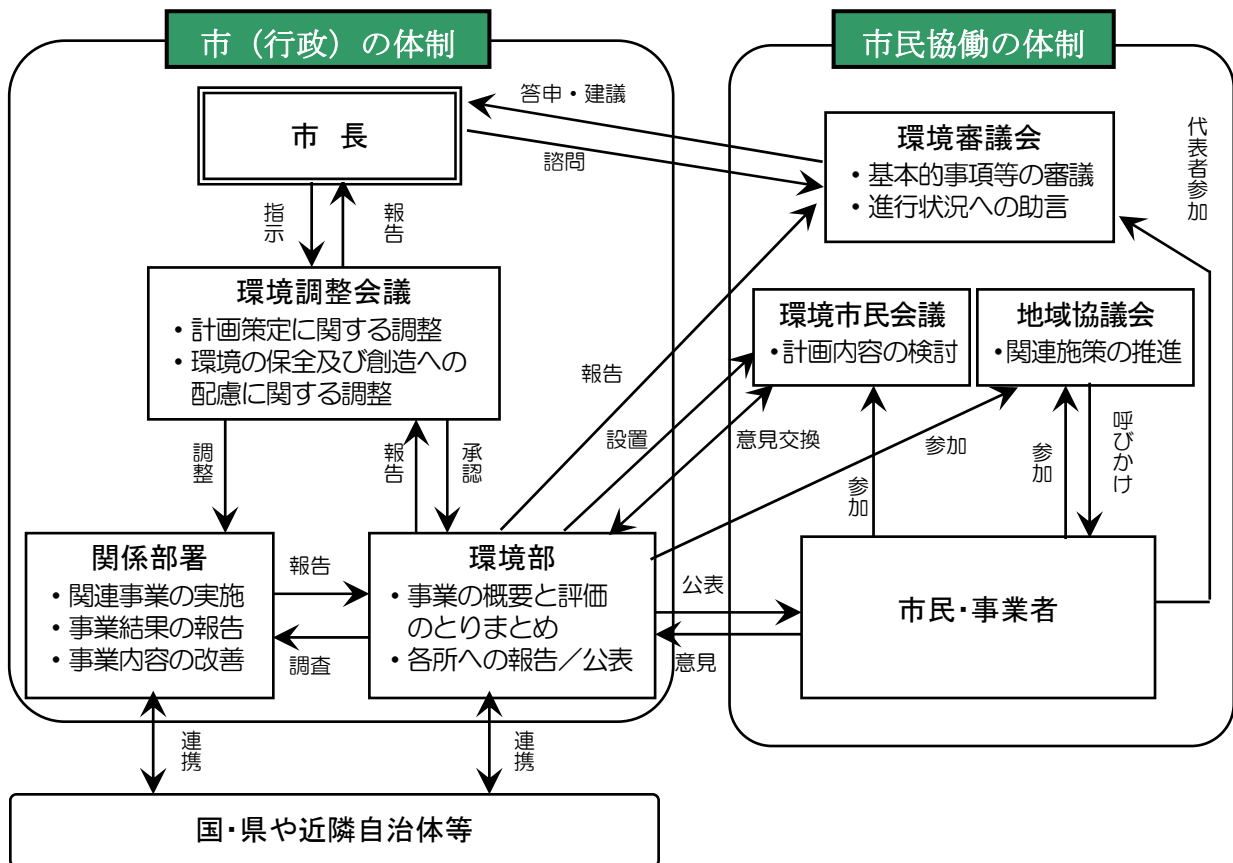 市（行政）の体制
市民協働の体制
市 長
答申・建議
諮問
環境審議会
・基本的事項等の審議
・進行状況への助言
代表者参加
指示
報告
環境調整会議
・計画策定に関する調整
・環境の保全及び創造への
配慮に関する調整
環境市民会議
・計画内容の検討
地域協議会
・関連施策の推進
報告
設置
意見交換
参加
参加
参加
呼びかけ
調整
報告
承認
関係部署
・関連事業の実施
・事業結果の報告
・事業内容の改善
報告
調査
環境部
・事業の概要と評価
のとりまとめ
・各所への報告／公表
公表
意見
市民・事業者
連携
連携
国・県や近隣自治体等